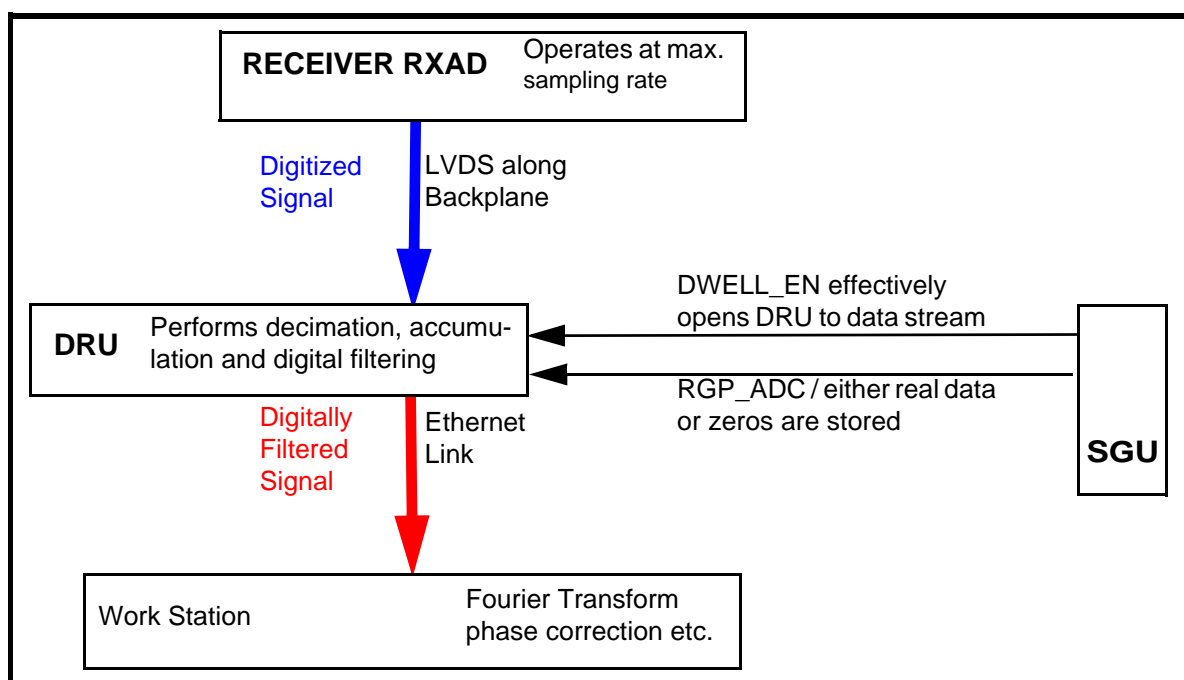 RECEIVER RXAD
Operates at max.
sampling rate
Digitized
Signal
LVDS along
Backplane
DWELL_EN effectively
opens DRU to data stream
DRU
Performs decimation, accumu-
lation and digital filtering
RGP_ADC / either real data
or zeros are stored
SGU
Digitally
Filtered
Signal
Ethernet
Link
Work Station
Fourier Transform
phase correction etc.